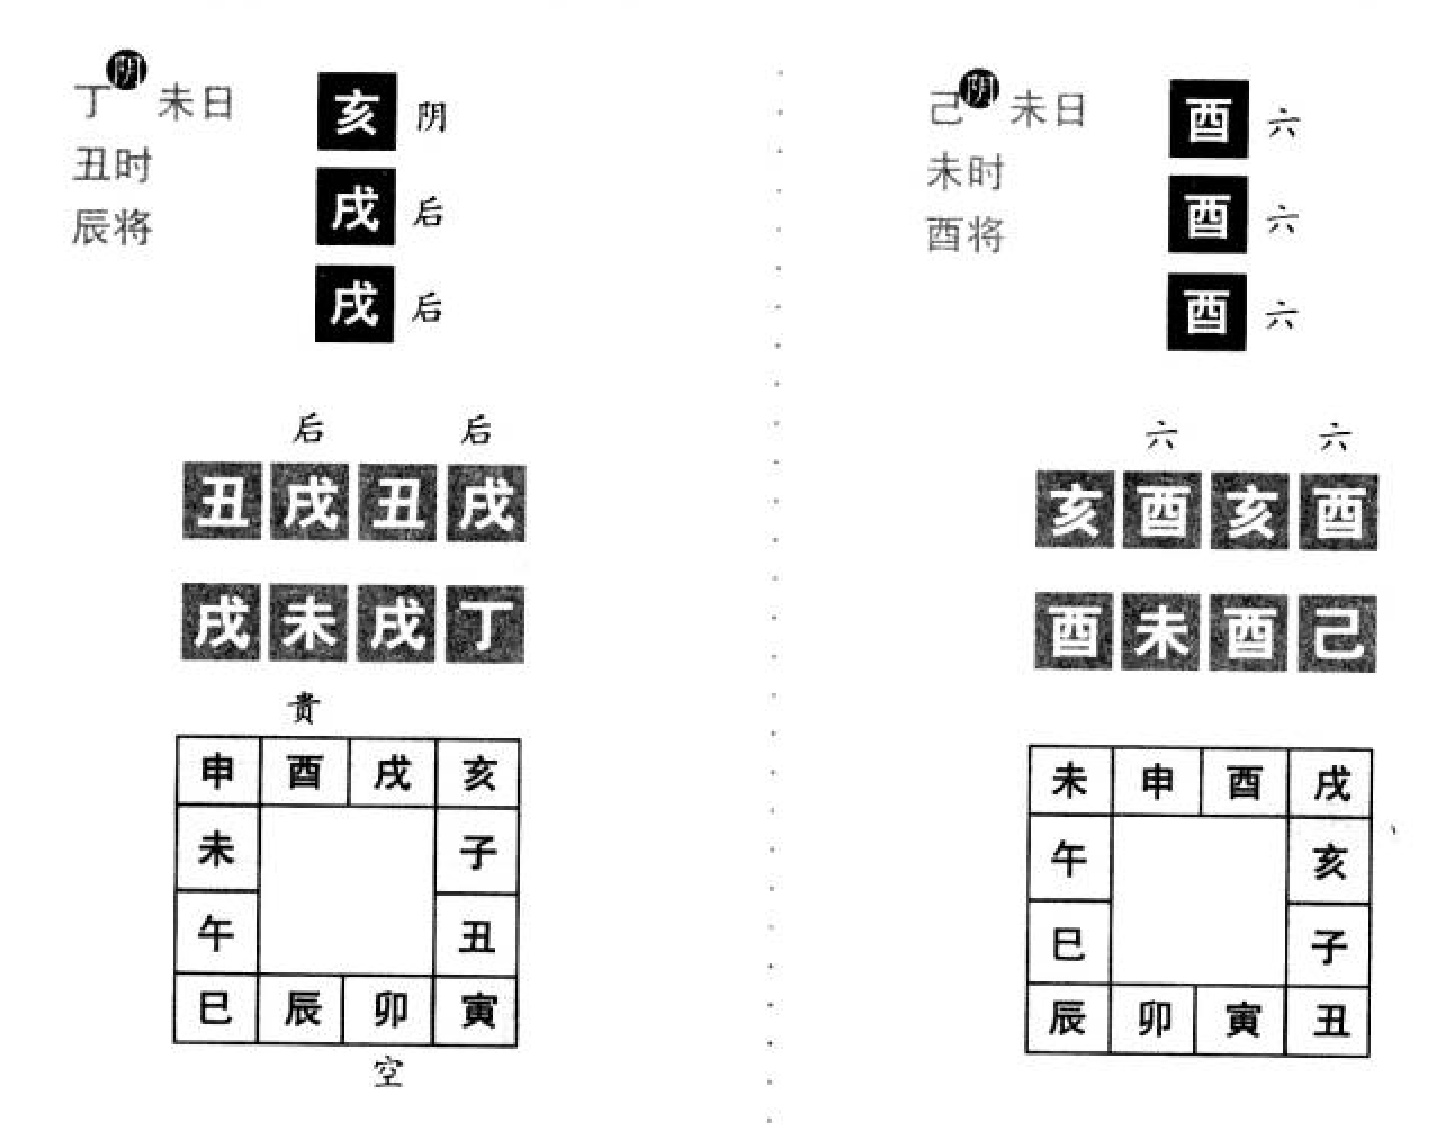 丁 阴 未日
丑时
辰将
亥 阴
戌 后
戌 后
后 后
丑 戌 丑 戌
戌 未 戌 丁
贵
申 酉 戌 亥
未 子
午 丑
巳 辰 卯 寅
空
己 阴 未日
未时
酉将
酉 六
酉 六
酉 六
六 六
亥 酉 亥 酉
酉 未 酉 己
未 申 酉 戌
午 亥
巳 子
辰 卯 寅 丑